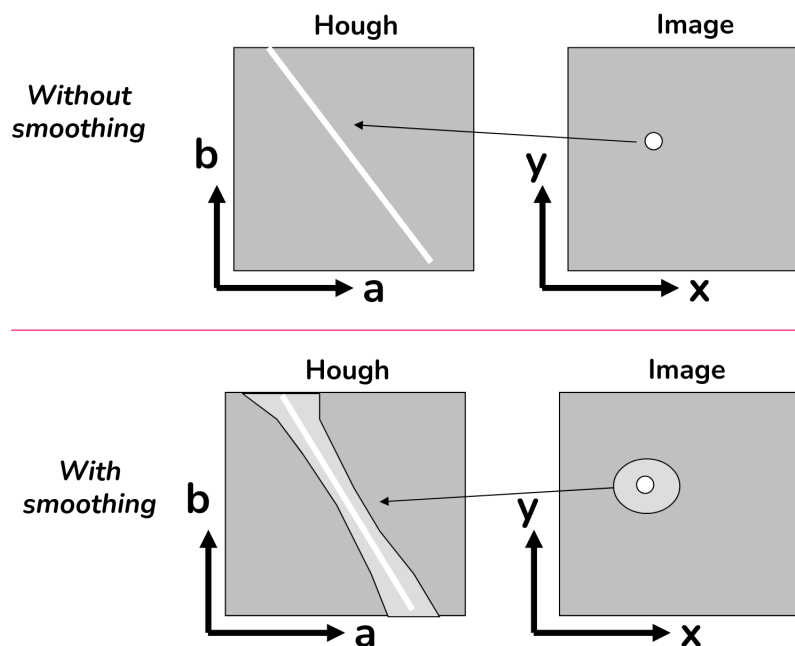 Hough
Image
Without
smoothing
b
y
a
x
Hough
Image
With
smoothing
b
y
a
x